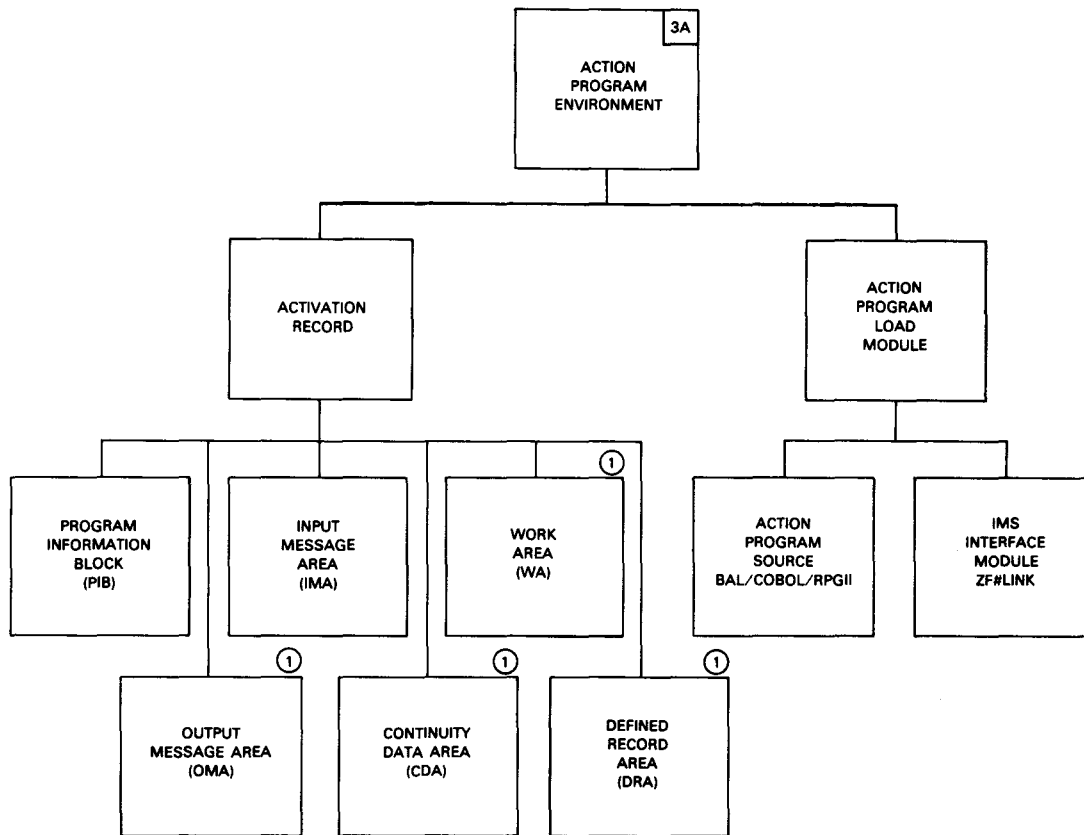 3A
ACTION
PROGRAM
ENVIRONMENT
ACTIVATION
RECORD
ACTION
PROGRAM
LOAD
MODULE
PROGRAM
INFORMATION
BLOCK
(PIB)
INPUT
MESSAGE
AREA
(IMA)
1
WORK
AREA
(WA)
ACTION
PROGRAM
SOURCE
BAL/COBOL/RPGII
IMS
INTERFACE
MODULE
ZF#LINK
1
OUTPUT
MESSAGE AREA
(OMA)
1
CONTINUITY
DATA AREA
(CDA)
1
DEFINED
RECORD
AREA
(DRA)